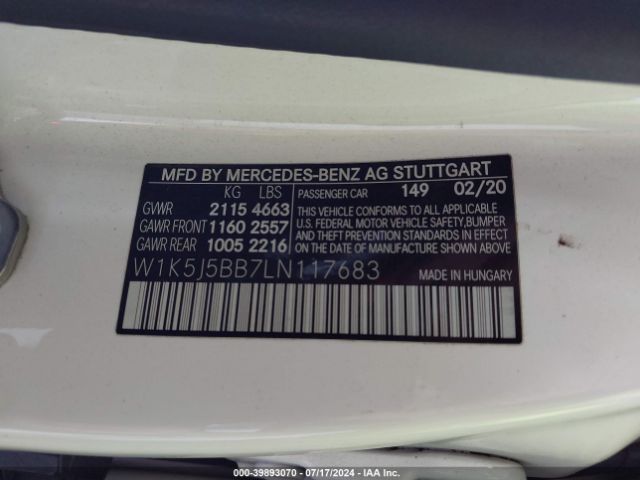 MFD BY MERCEDES-BENZ AG STUTTGART
KG LBS
PASSENGER CAR 149 02/20
GVWR 2115 4663
GAWR FRONT 1160 2557
GAWR REAR 1005 2216
THIS VEHICLE CONFORMS TO ALL APPLICABLE
U.S. FEDERAL MOTOR VEHICLE SAFETY, BUMPER
AND THEFT PREVENTION STANDARDS IN EFFECT
ON THE DATE OF MANUFACTURE SHOWN ABOVE.
W1K5J5BB7LN117683
MADE IN HUNGARY
000-39893070 / 07/17/2024 / IAAI.COM